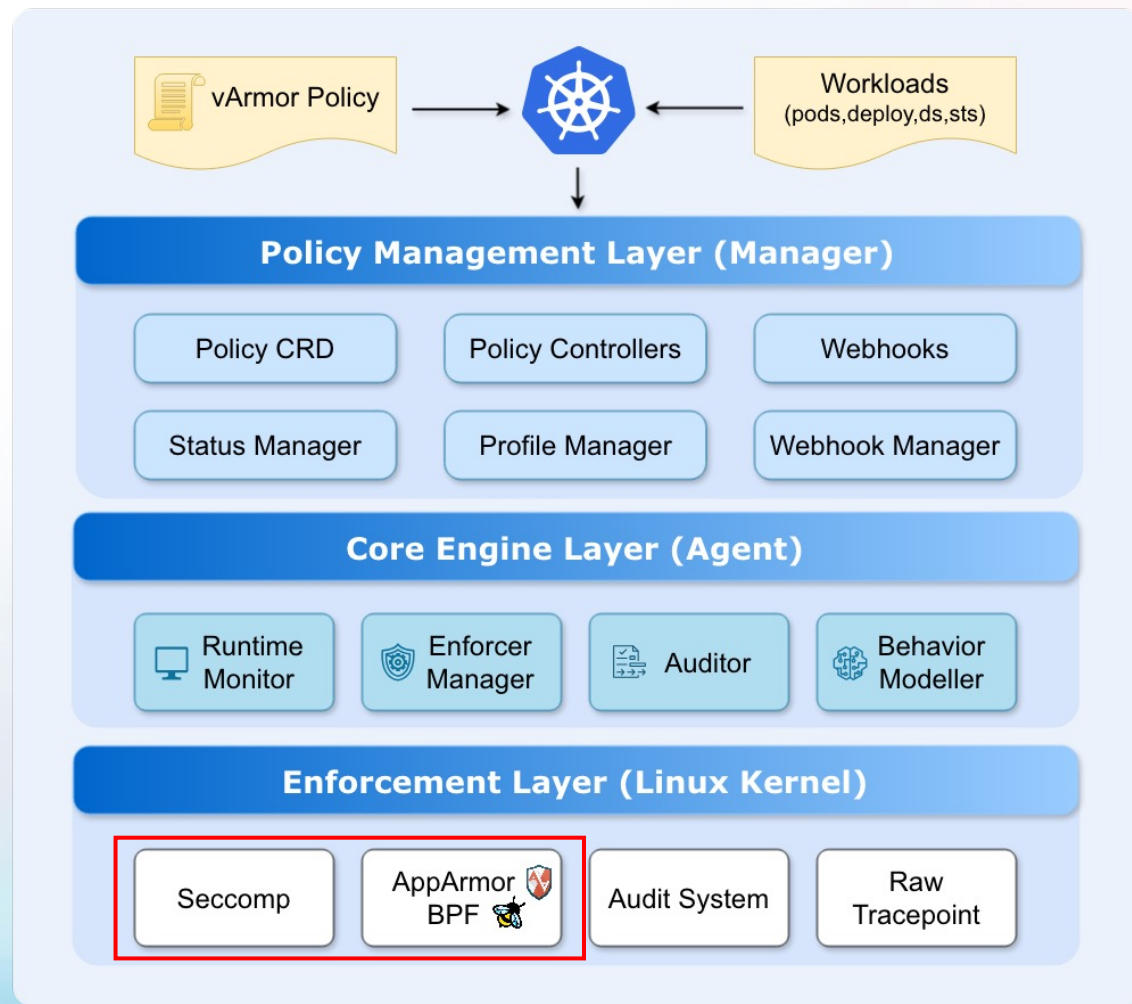 vArmor Policy
Workloads
(pods,deploy,ds,sts)
Policy Management Layer (Manager)
Policy CRD
Policy Controllers
Webhooks
Status Manager
Profile Manager
Webhook Manager
Core Engine Layer (Agent)
Runtime
Monitor
Enforcer
Manager
Auditor
Behavior
Modeller
Enforcement Layer (Linux Kernel)
Seccomp
AppArmor
BPF
Audit System
Raw
Tracepoint